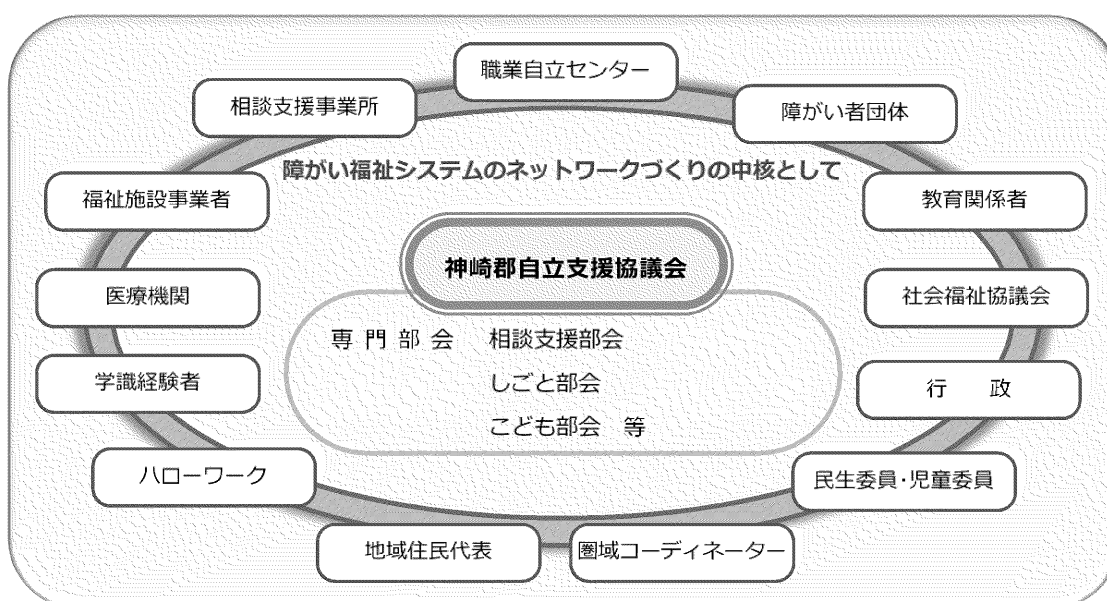 職業自立センター
相談支援事業所
障がい者団体
障がい福祉システムのネットワークづくりの中核として
福祉施設事業者
教育関係者
神崎郡自立支援協議会
医療機関
社会福祉協議会
専門部会 相談支援部会
しごと部会
こども部会 等
学識経験者
行 政
ハローワーク
民生委員・児童委員
地域住民代表
圏域コーディネーター